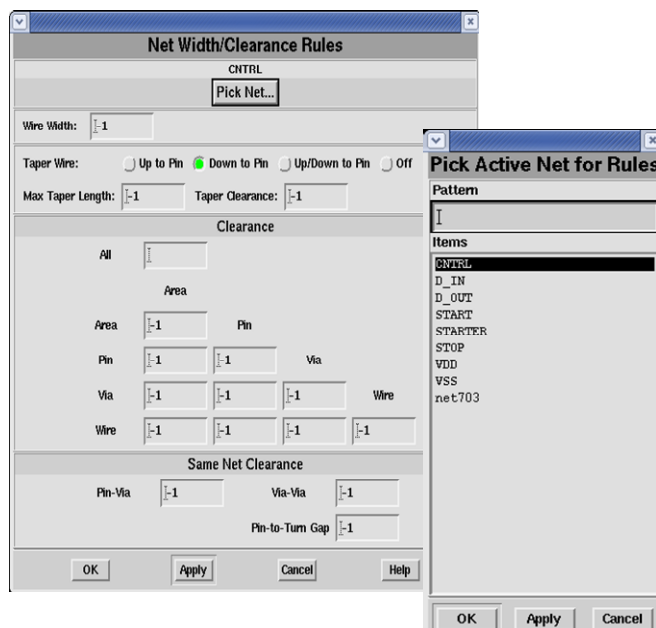 Net Width/Clearance Rules
CNTRL
Pick Net...
Wire Width: -1
Taper Wire: Up to Pin Down to Pin Up/Down to Pin Off
Max Taper Length: -1 Taper Clearance: -1
Clearance
All
Area
Area -1 Pin
Pin -1 -1 Via
Via -1 -1 -1 Wire
Wire -1 -1 -1 -1
Same Net Clearance
Pin-Via -1 Via-Via -1
Pin-to-Turn Gap -1
OK Apply Cancel Help
Pick Active Net for Rules
Pattern
Items
CNTRL
D_IN
D_OUT
START
STARTER
STOP
VDD
VSS
net703
OK Apply Cancel